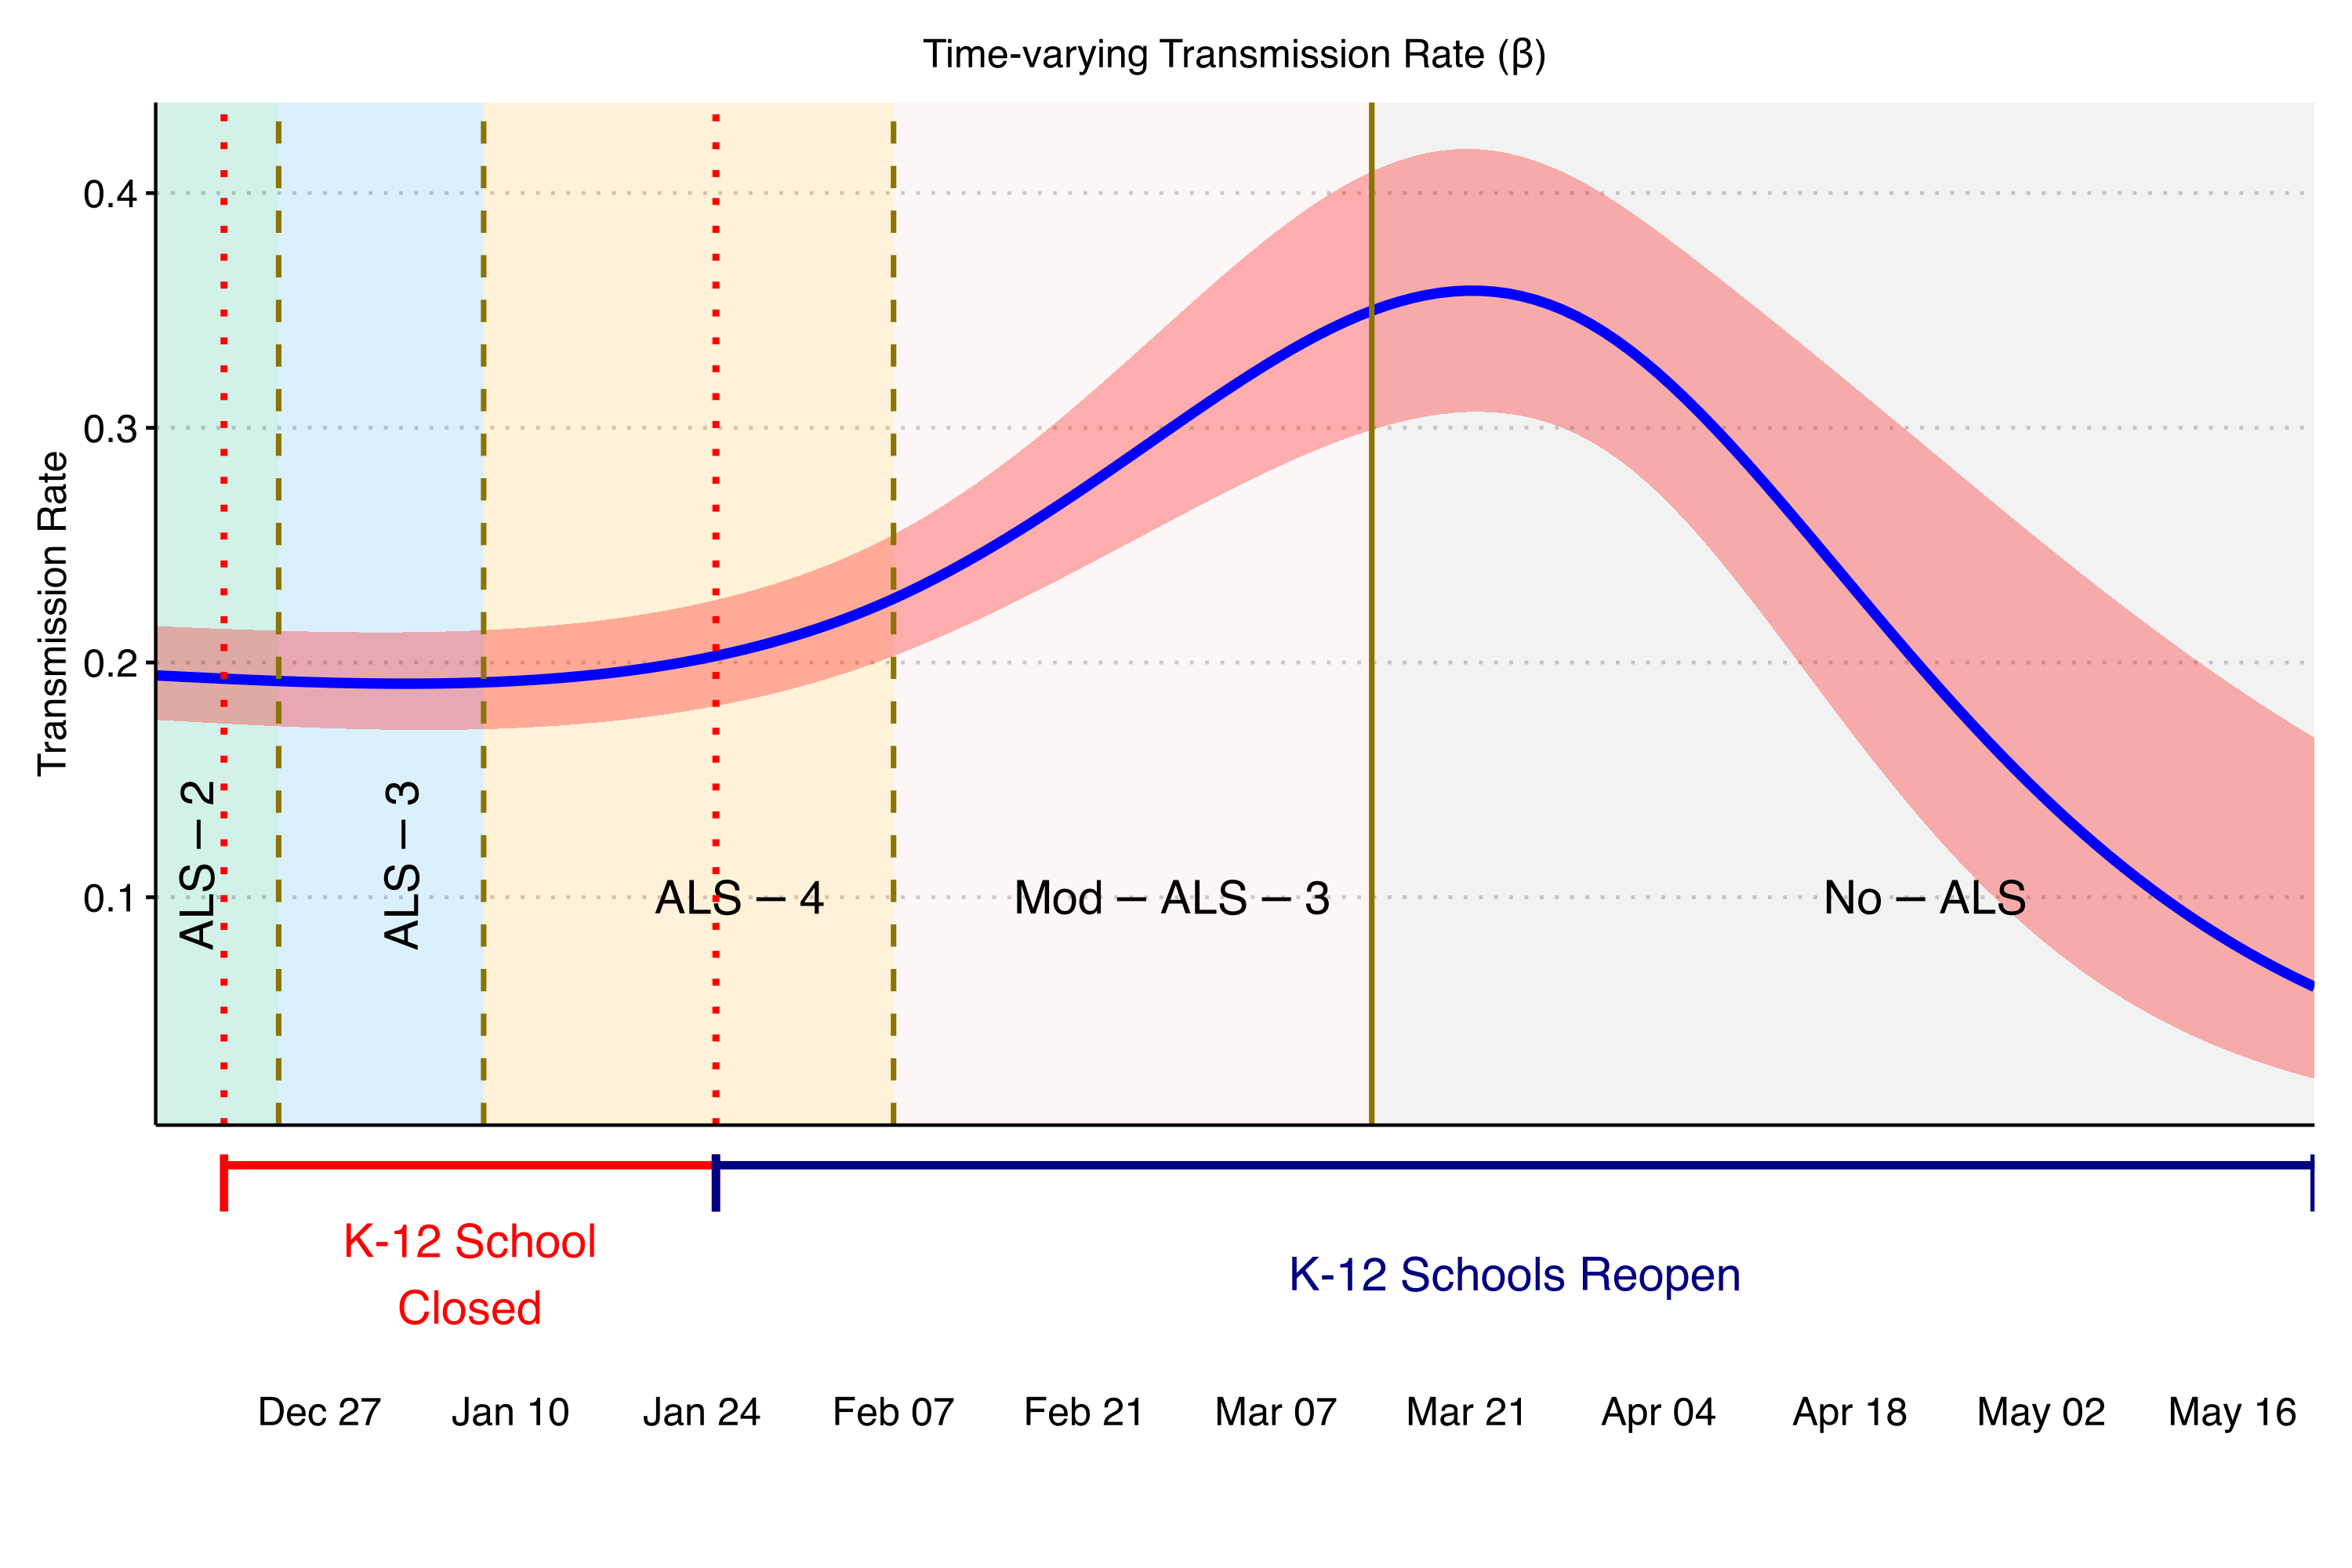 Time-varying Transmission Rate (β)
Transmission Rate
0.4
0.3
0.2
0.1
ALS − 2
ALS − 3
ALS − 4
Mod − ALS − 3
No − ALS
K-12 School
Closed
K-12 Schools Reopen
Dec 27 Jan 10 Jan 24 Feb 07 Feb 21 Mar 07 Mar 21 Apr 04 Apr 18 May 02 May 16